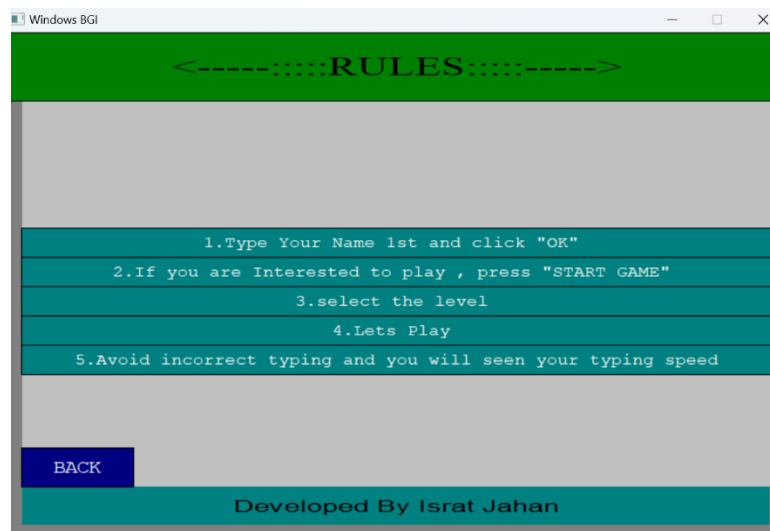 Windows BGI
<-----:::::RULES:::::----->
1.Type Your Name 1st and click "OK"
2.If you are Interested to play , press "START GAME"
3.select the level
4.Lets Play
5.Avoid incorrect typing and you will seen your typing speed
BACK
Developed By Israt Jahan